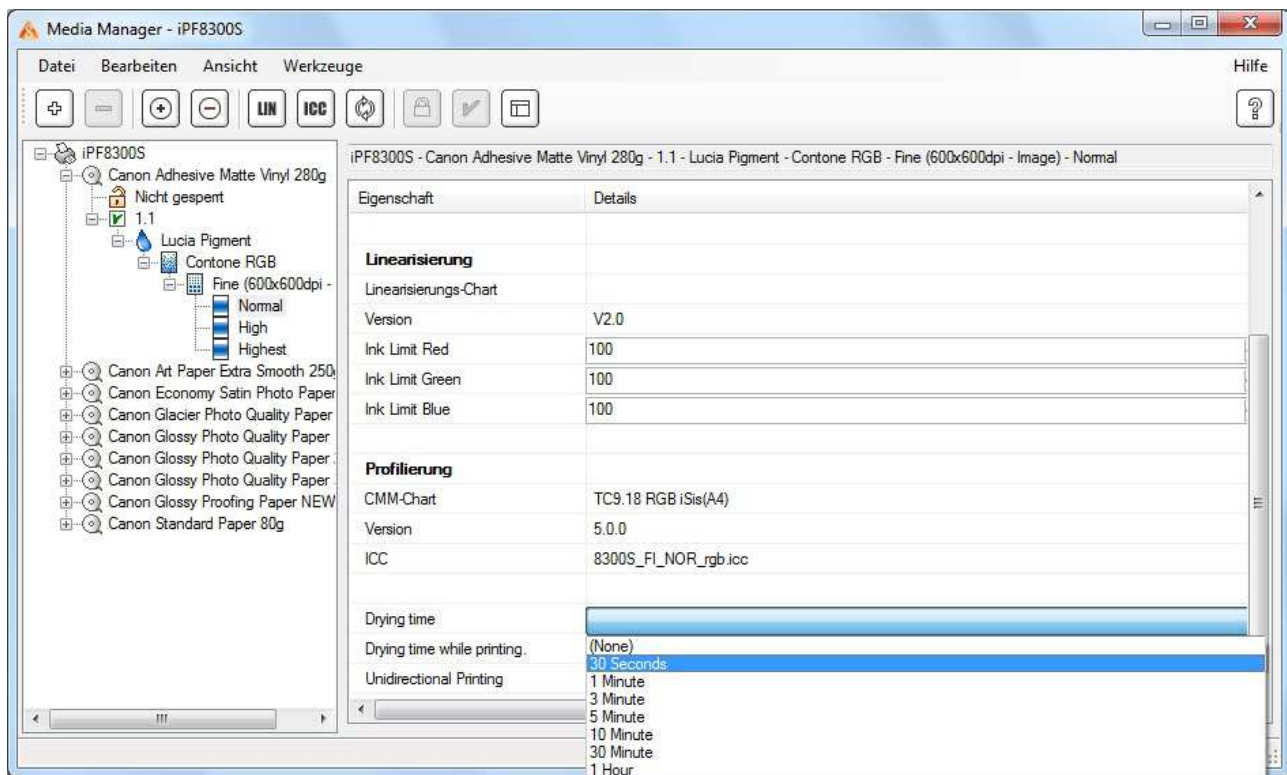 Media Manager - iPF8300S
Datei Bearbeiten Ansicht Werkzeuge Hilfe
LIN ICC
iPF8300S
Canon Adhesive Matte Vinyl 280g
Nicht gesperrt
1.1
Lucia Pigment
Contone RGB
Fine (600x600dpi -
Normal
High
Highest
Canon Art Paper Extra Smooth 250
Canon Economy Satin Photo Paper
Canon Glacier Photo Quality Paper
Canon Glossy Photo Quality Paper
Canon Glossy Photo Quality Paper
Canon Glossy Photo Quality Paper
Canon Glossy Proofing Paper NEW
Canon Standard Paper 80g
iPF8300S - Canon Adhesive Matte Vinyl 280g - 1.1 - Lucia Pigment - Contone RGB - Fine (600x600dpi - Image) - Normal
Eigenschaft Details
Linearisierung
Linearisierungs-Chart
Version V2.0
Ink Limit Red 100
Ink Limit Green 100
Ink Limit Blue 100
Profilierung
CMM-Chart TC9.18 RGB iSis(A4)
Version 5.0.0
ICC 8300S_FI_NOR_rgb.icc
Drying time
Drying time while printing.
Unidirectional Printing
(None)
30 Seconds
1 Minute
3 Minute
5 Minute
10 Minute
30 Minute
1 Hour